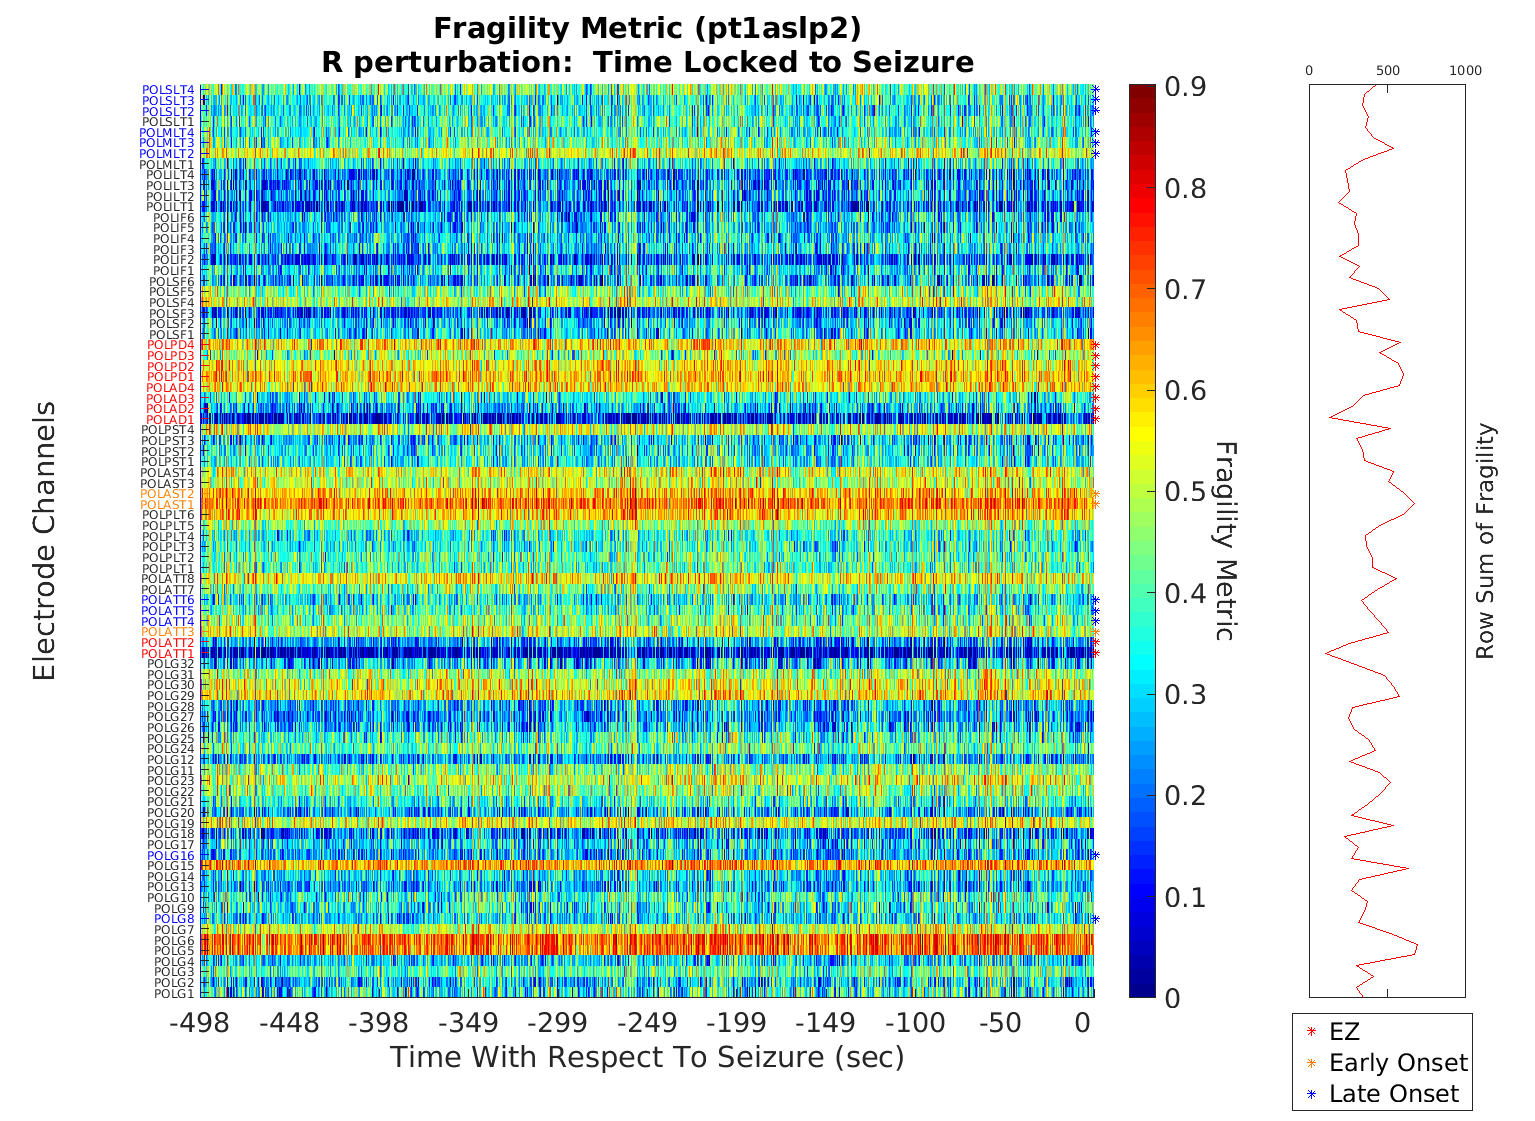 Fragility Metric (pt1aslp2)
R perturbation:  Time Locked to Seizure
Electrode Channels
POLSLT4
POLSLT3
POLSLT2
POLSLT1
POLMLT4
POLMLT3
POLMLT2
POLMLT1
POLILT4
POLILT3
POLILT2
POLILT1
POLIF6
POLIF5
POLIF4
POLIF3
POLIF2
POLIF1
POLSF6
POLSF5
POLSF4
POLSF3
POLSF2
POLSF1
POLPD4
POLPD3
POLPD2
POLPD1
POLAD4
POLAD3
POLAD2
POLAD1
POLPST4
POLPST3
POLPST2
POLPST1
POLAST4
POLAST3
POLAST2
POLAST1
POLPLT6
POLPLT5
POLPLT4
POLPLT3
POLPLT2
POLPLT1
POLATT8
POLATT7
POLATT6
POLATT5
POLATT4
POLATT3
POLATT2
POLATT1
POLG32
POLG31
POLG30
POLG29
POLG28
POLG27
POLG26
POLG25
POLG24
POLG12
POLG11
POLG23
POLG22
POLG21
POLG20
POLG19
POLG18
POLG17
POLG16
POLG15
POLG14
POLG13
POLG10
POLG9
POLG8
POLG7
POLG6
POLG5
POLG4
POLG3
POLG2
POLG1
-498 -448 -398 -349 -299 -249 -199 -149 -100 -50 0
Time With Respect To Seizure (sec)
0.9
0.8
0.7
0.6
0.5
0.4
0.3
0.2
0.1
0
Fragility Metric
0 500 1000
Row Sum of Fragility
EZ
Early Onset
Late Onset